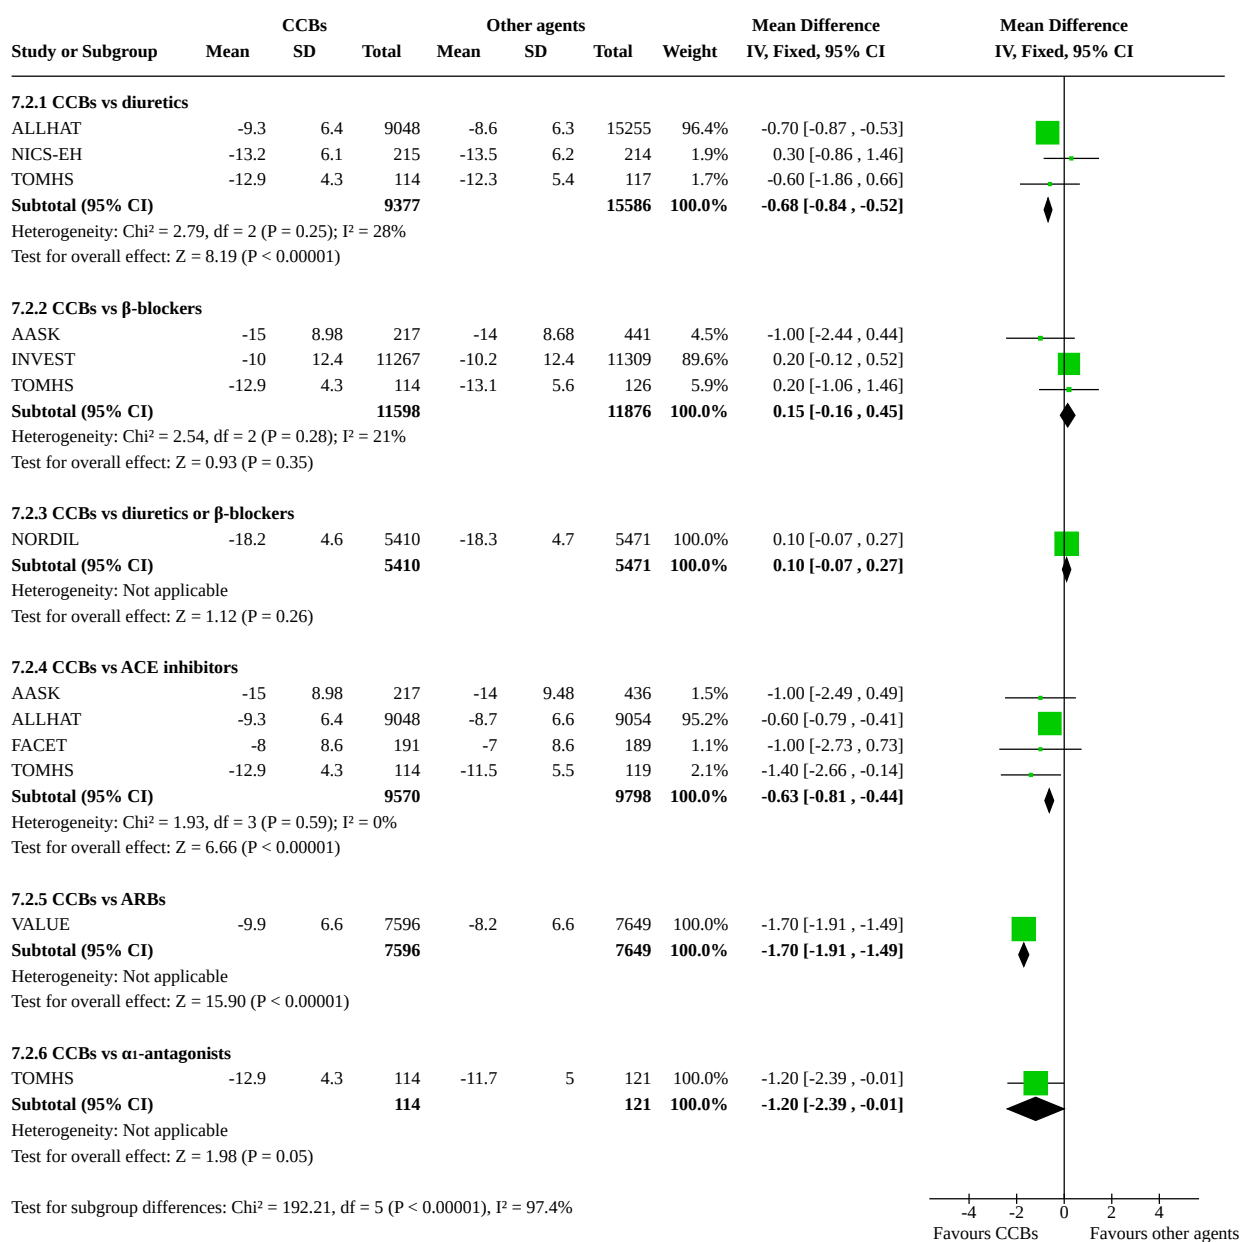 CCBs Other agents Mean Difference Mean Difference
Study or Subgroup Mean SD Total Mean SD Total Weight IV, Fixed, 95% CI IV, Fixed, 95% CI
7.2.1 CCBs vs diuretics
ALLHAT -9.3 6.4 9048 -8.6 6.3 15255 96.4% -0.70 [-0.87 , -0.53]
NICS-EH -13.2 6.1 215 -13.5 6.2 214 1.9% 0.30 [-0.86 , 1.46]
TOMHS -12.9 4.3 114 -12.3 5.4 117 1.7% -0.60 [-1.86 , 0.66]
Subtotal (95% CI) 9377 15586 100.0% -0.68 [-0.84 , -0.52]
Heterogeneity: Chi² = 2.79, df = 2 (P = 0.25); I² = 28%
Test for overall effect: Z = 8.19 (P < 0.00001)
7.2.2 CCBs vs β-blockers
AASK -15 8.98 217 -14 8.68 441 4.5% -1.00 [-2.44 , 0.44]
INVEST -10 12.4 11267 -10.2 12.4 11309 89.6% 0.20 [-0.12 , 0.52]
TOMHS -12.9 4.3 114 -13.1 5.6 126 5.9% 0.20 [-1.06 , 1.46]
Subtotal (95% CI) 11598 11876 100.0% 0.15 [-0.16 , 0.45]
Heterogeneity: Chi² = 2.54, df = 2 (P = 0.28); I² = 21%
Test for overall effect: Z = 0.93 (P = 0.35)
7.2.3 CCBs vs diuretics or β-blockers
NORDIL -18.2 4.6 5410 -18.3 4.7 5471 100.0% 0.10 [-0.07 , 0.27]
Subtotal (95% CI) 5410 5471 100.0% 0.10 [-0.07 , 0.27]
Heterogeneity: Not applicable
Test for overall effect: Z = 1.12 (P = 0.26)
7.2.4 CCBs vs ACE inhibitors
AASK -15 8.98 217 -14 9.48 436 1.5% -1.00 [-2.49 , 0.49]
ALLHAT -9.3 6.4 9048 -8.7 6.6 9054 95.2% -0.60 [-0.79 , -0.41]
FACET -8 8.6 191 -7 8.6 189 1.1% -1.00 [-2.73 , 0.73]
TOMHS -12.9 4.3 114 -11.5 5.5 119 2.1% -1.40 [-2.66 , -0.14]
Subtotal (95% CI) 9570 9798 100.0% -0.63 [-0.81 , -0.44]
Heterogeneity: Chi² = 1.93, df = 3 (P = 0.59); I² = 0%
Test for overall effect: Z = 6.66 (P < 0.00001)
7.2.5 CCBs vs ARBs
VALUE -9.9 6.6 7596 -8.2 6.6 7649 100.0% -1.70 [-1.91 , -1.49]
Subtotal (95% CI) 7596 7649 100.0% -1.70 [-1.91 , -1.49]
Heterogeneity: Not applicable
Test for overall effect: Z = 15.90 (P < 0.00001)
7.2.6 CCBs vs α₁-antagonists
TOMHS -12.9 4.3 114 -11.7 5 121 100.0% -1.20 [-2.39 , -0.01]
Subtotal (95% CI) 114 121 100.0% -1.20 [-2.39 , -0.01]
Heterogeneity: Not applicable
Test for overall effect: Z = 1.98 (P = 0.05)
Test for subgroup differences: Chi² = 192.21, df = 5 (P < 0.00001), I² = 97.4%
-4 -2 0 2 4
Favours CCBs Favours other agents